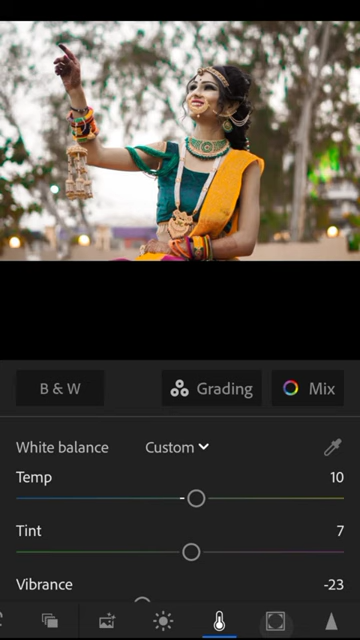 B & W Grading Mix
White balance Custom
Temp 10
Tint 7
Vibrance -23